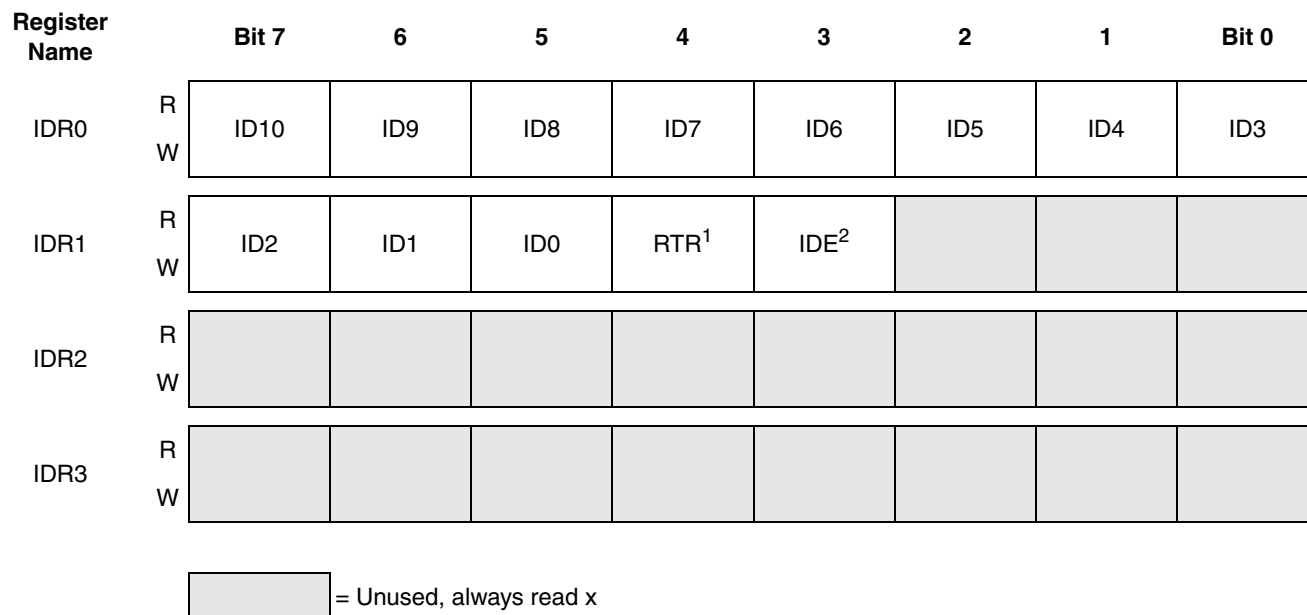 Register Name Bit 7 6 5 4 3 2 1 Bit 0
IDR0 R W ID10 ID9 ID8 ID7 ID6 ID5 ID4 ID3
IDR1 R W ID2 ID1 ID0 RTR1 IDE2
IDR2 R W
IDR3 R W
= Unused, always read x